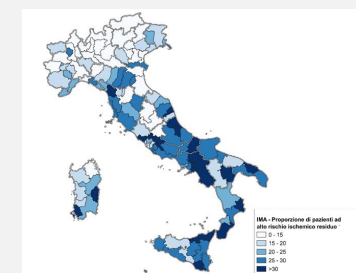 IMA - Proporzione di pazienti ad
alto rischio ischemico residuo
0 - 15
15 - 20
20 - 25
25 - 30
>30